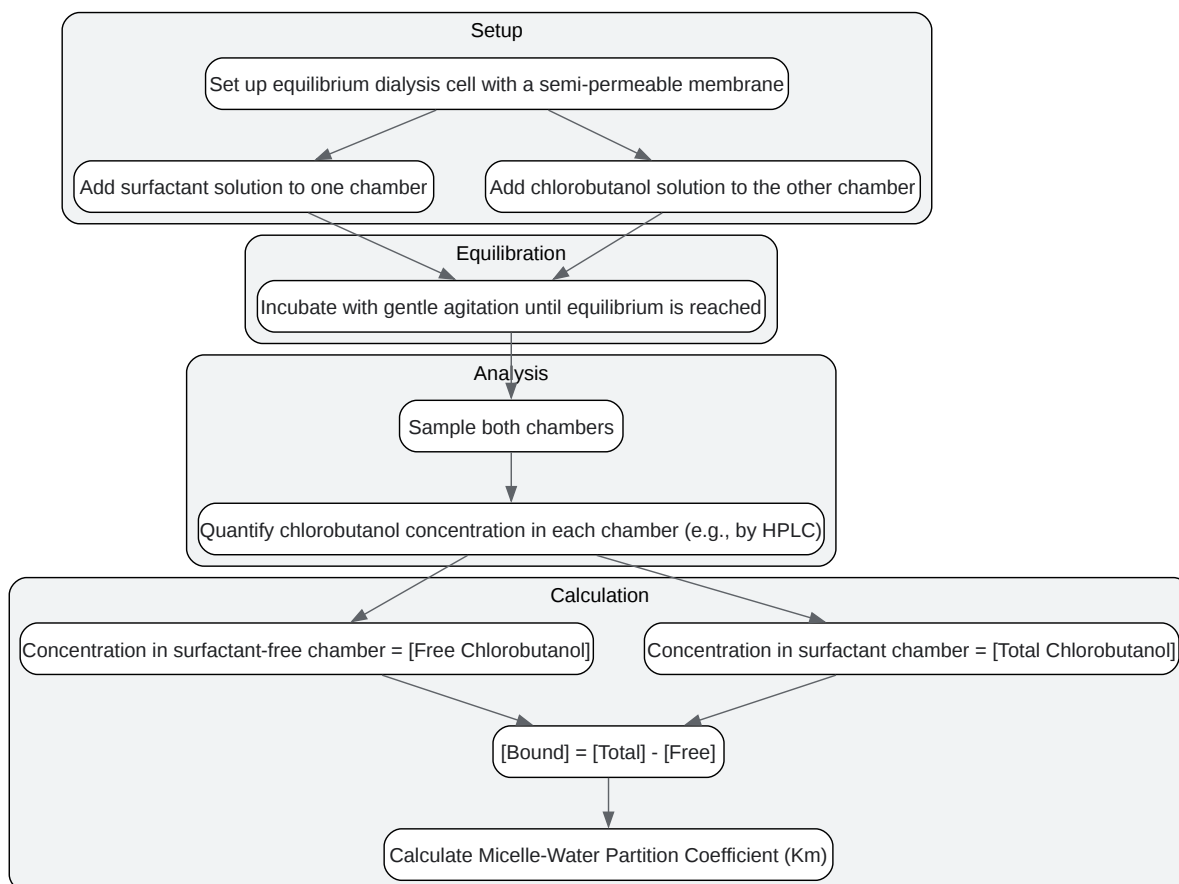 Setup
Set up equilibrium dialysis cell with a semi-permeable membrane
Add surfactant solution to one chamber
Add chlorobutanol solution to the other chamber
Equilibration
Incubate with gentle agitation until equilibrium is reached
Analysis
Sample both chambers
Quantify chlorobutanol concentration in each chamber (e.g., by HPLC)
Calculation
Concentration in surfactant-free chamber = [Free Chlorobutanol]
Concentration in surfactant chamber = [Total Chlorobutanol]
[Bound] = [Total] - [Free]
Calculate Micelle-Water Partition Coefficient (Km)